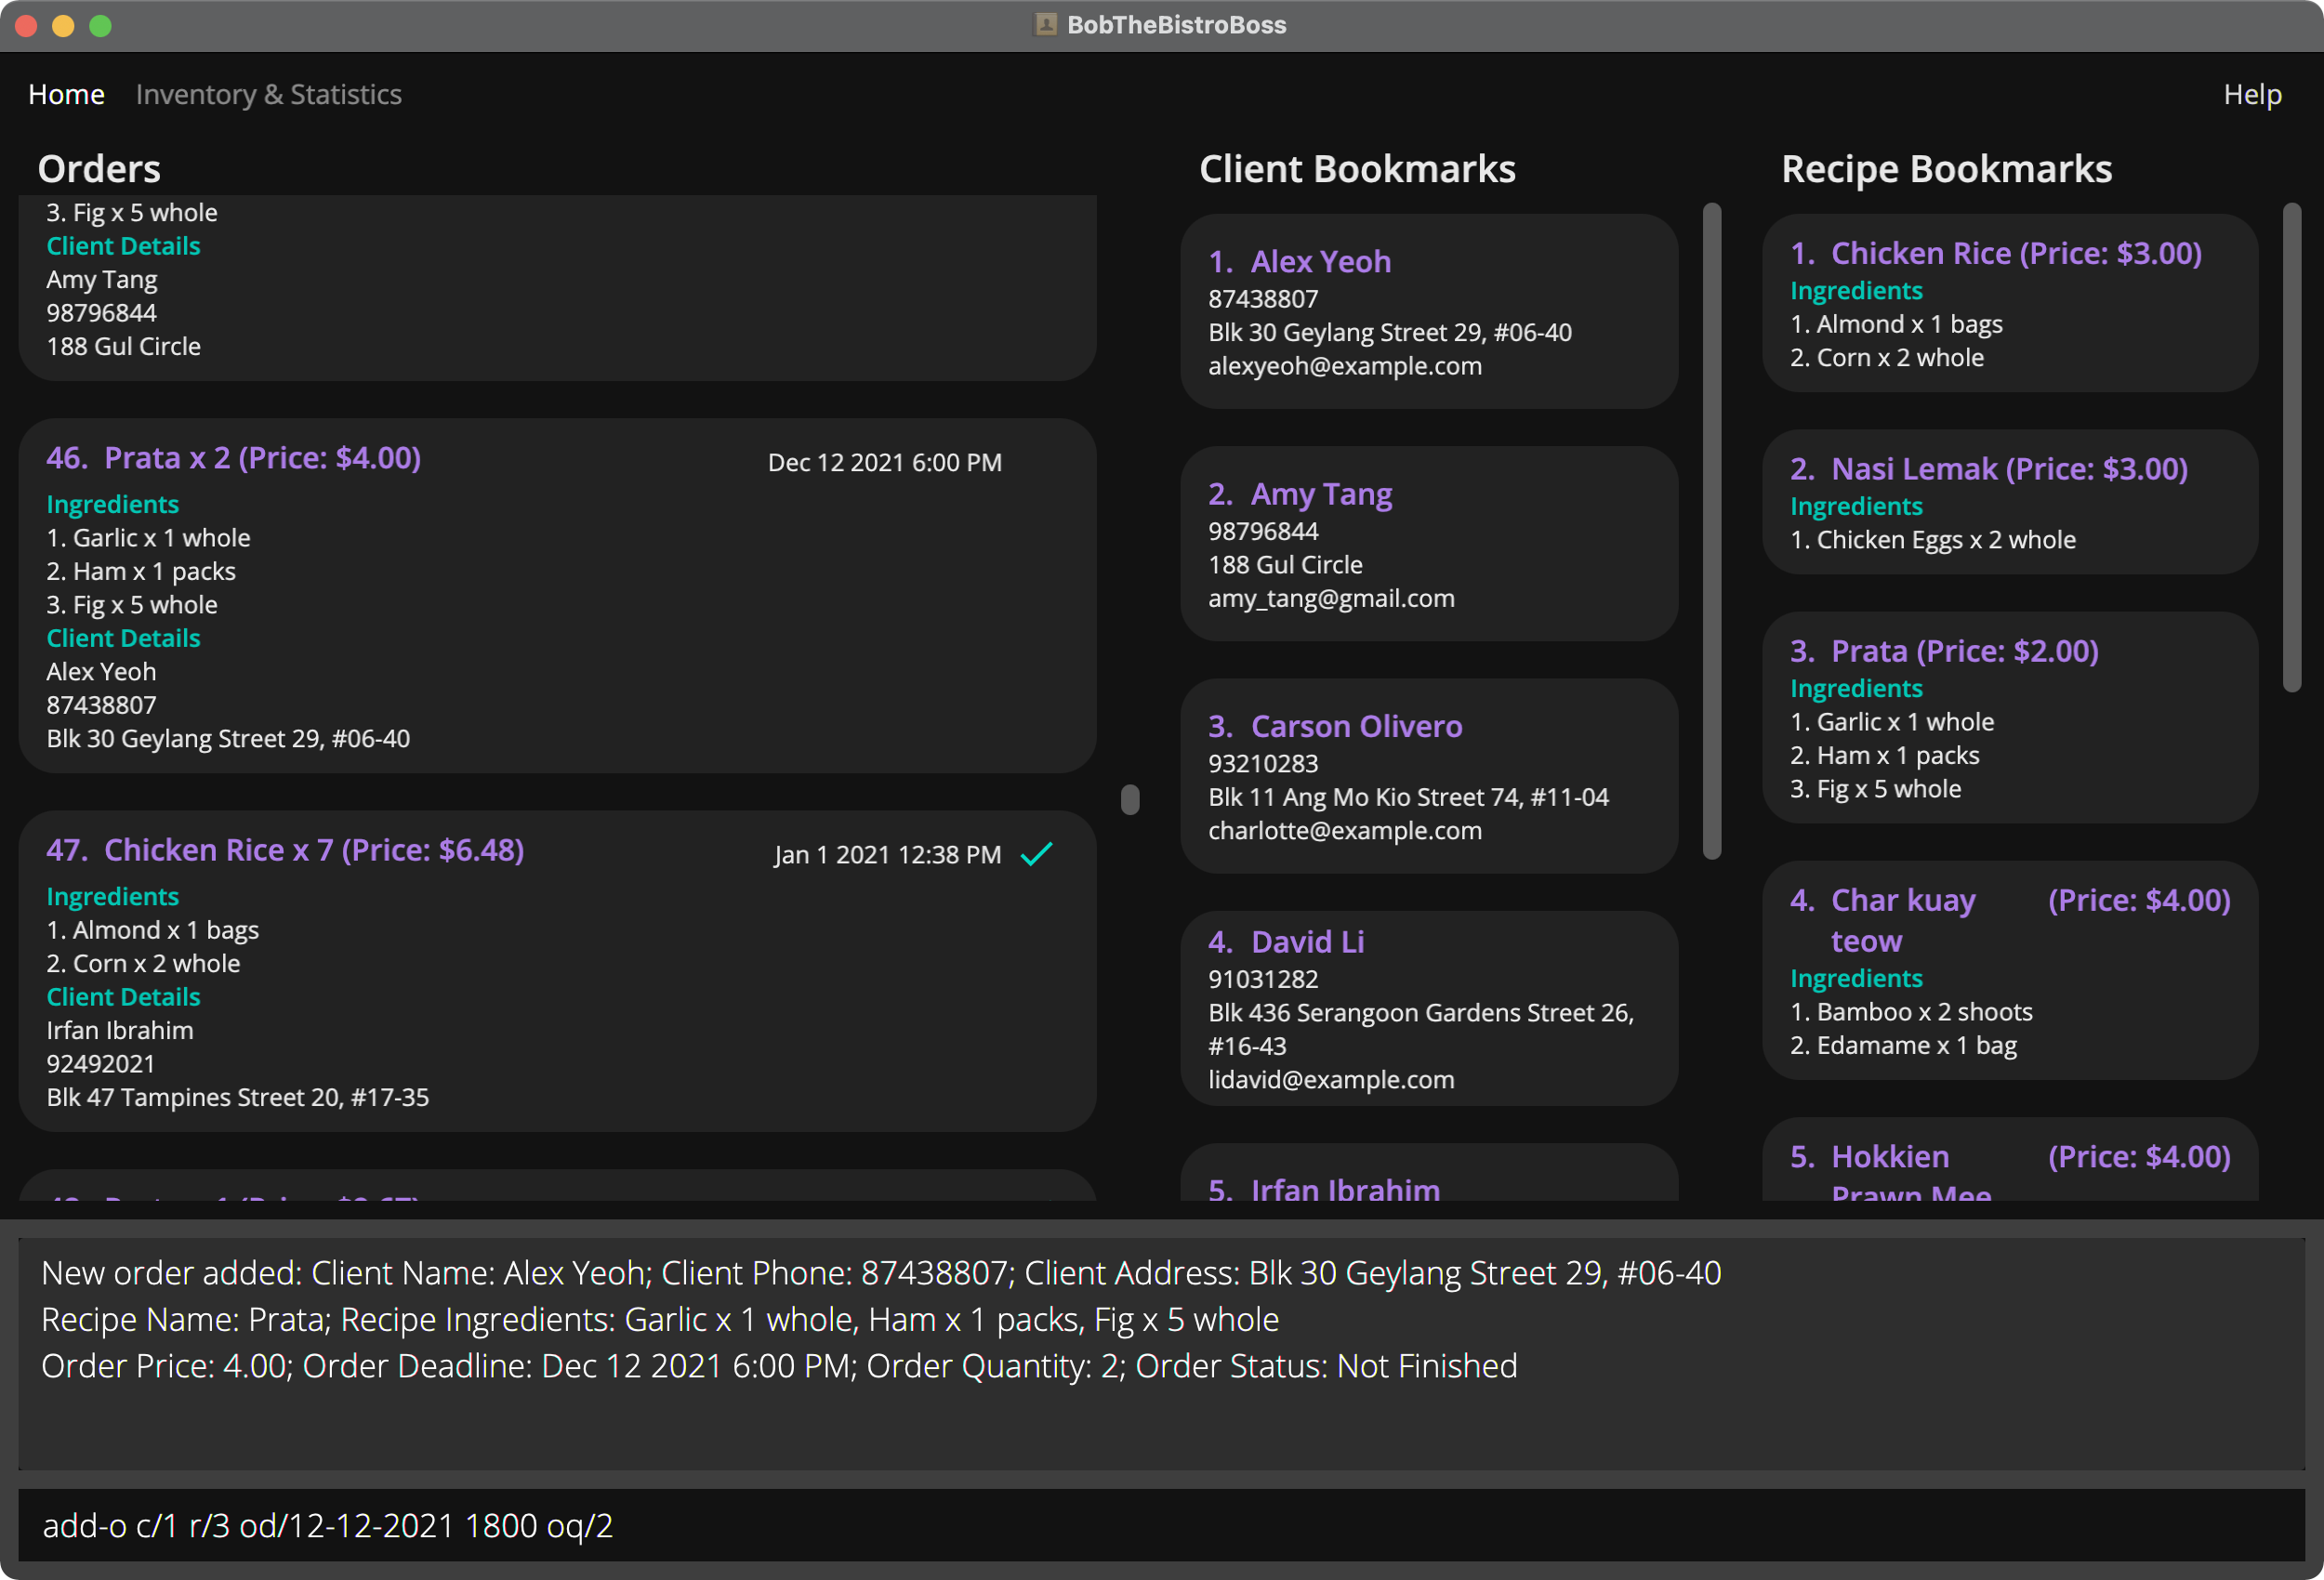 BobTheBistroBoss
Home Inventory & Statistics Help
Orders
3. Fig x 5 whole
Client Details
Amy Tang
98796844
188 Gul Circle
46. Prata x 2 (Price: $4.00) Dec 12 2021 6:00 PM
Ingredients
1. Garlic x 1 whole
2. Ham x 1 packs
3. Fig x 5 whole
Client Details
Alex Yeoh
87438807
Blk 30 Geylang Street 29, #06-40
47. Chicken Rice x 7 (Price: $6.48) Jan 1 2021 12:38 PM
Ingredients
1. Almond x 1 bags
2. Corn x 2 whole
Client Details
Irfan Ibrahim
92492021
Blk 47 Tampines Street 20, #17-35
Client Bookmarks
1. Alex Yeoh
87438807
Blk 30 Geylang Street 29, #06-40
alexyeoh@example.com
2. Amy Tang
98796844
188 Gul Circle
amy_tang@gmail.com
3. Carson Olivero
93210283
Blk 11 Ang Mo Kio Street 74, #11-04
charlotte@example.com
4. David Li
91031282
Blk 436 Serangoon Gardens Street 26,
#16-43
lidavid@example.com
5. Irfan Ibrahim
Recipe Bookmarks
1. Chicken Rice (Price: $3.00)
Ingredients
1. Almond x 1 bags
2. Corn x 2 whole
2. Nasi Lemak (Price: $3.00)
Ingredients
1. Chicken Eggs x 2 whole
3. Prata (Price: $2.00)
Ingredients
1. Garlic x 1 whole
2. Ham x 1 packs
3. Fig x 5 whole
4. Char kuay (Price: $4.00)
teow
Ingredients
1. Bamboo x 2 shoots
2. Edamame x 1 bag
5. Hokkien (Price: $4.00)
Prawn Mee
New order added: Client Name: Alex Yeoh; Client Phone: 87438807; Client Address: Blk 30 Geylang Street 29, #06-40
Recipe Name: Prata; Recipe Ingredients: Garlic x 1 whole, Ham x 1 packs, Fig x 5 whole
Order Price: 4.00; Order Deadline: Dec 12 2021 6:00 PM; Order Quantity: 2; Order Status: Not Finished
add-o c/1 r/3 od/12-12-2021 1800 oq/2